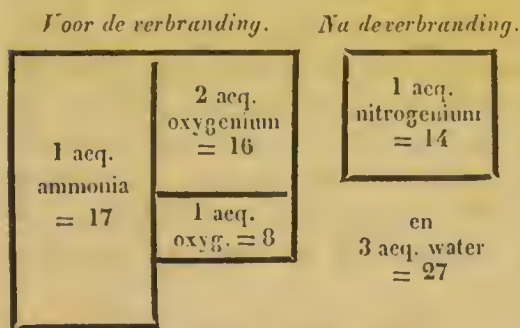 Voor de verbranding.
Na de verbranding.
1 aeq.
ammonia
= 17
2 aeq.
oxygenium
= 16
1 aeq.
oxyg. = 8
1 aeq.
nitrogenium
= 14
en
3 aeq. water
= 27